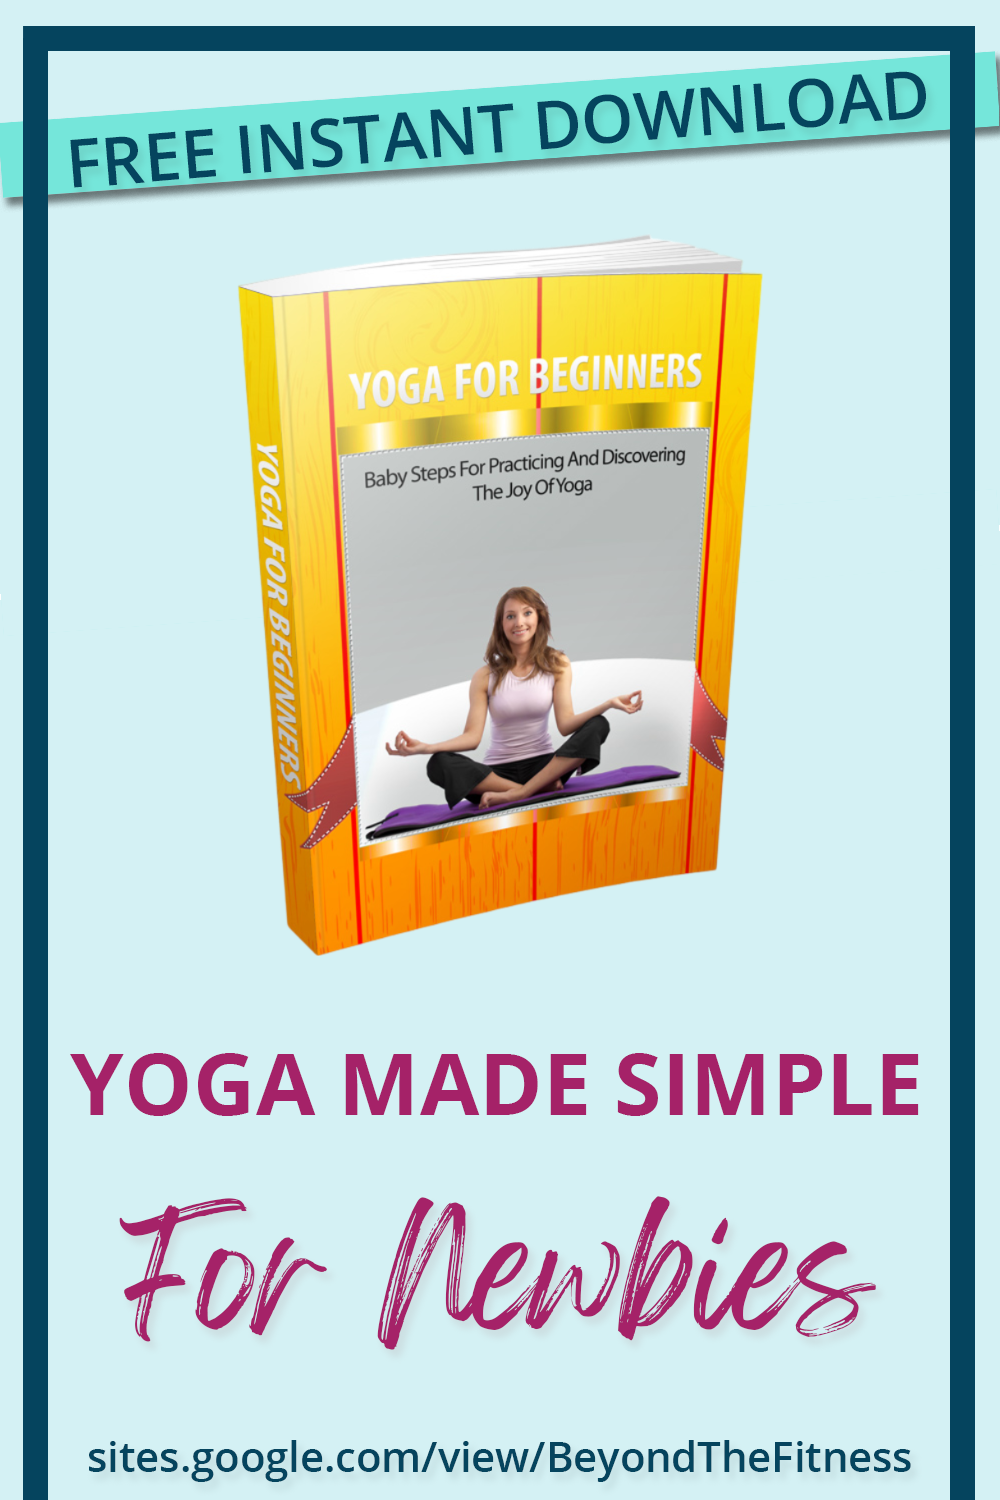 FREE INSTANT DOWNLOAD
YOGA FOR BEGINNERS
Baby Steps For Practicing And Discovering
The Joy Of Yoga
YOGA FOR BEGINNERS
YOGA MADE SIMPLE
For Newbies
sites.google.com/view/BeyondTheFitness